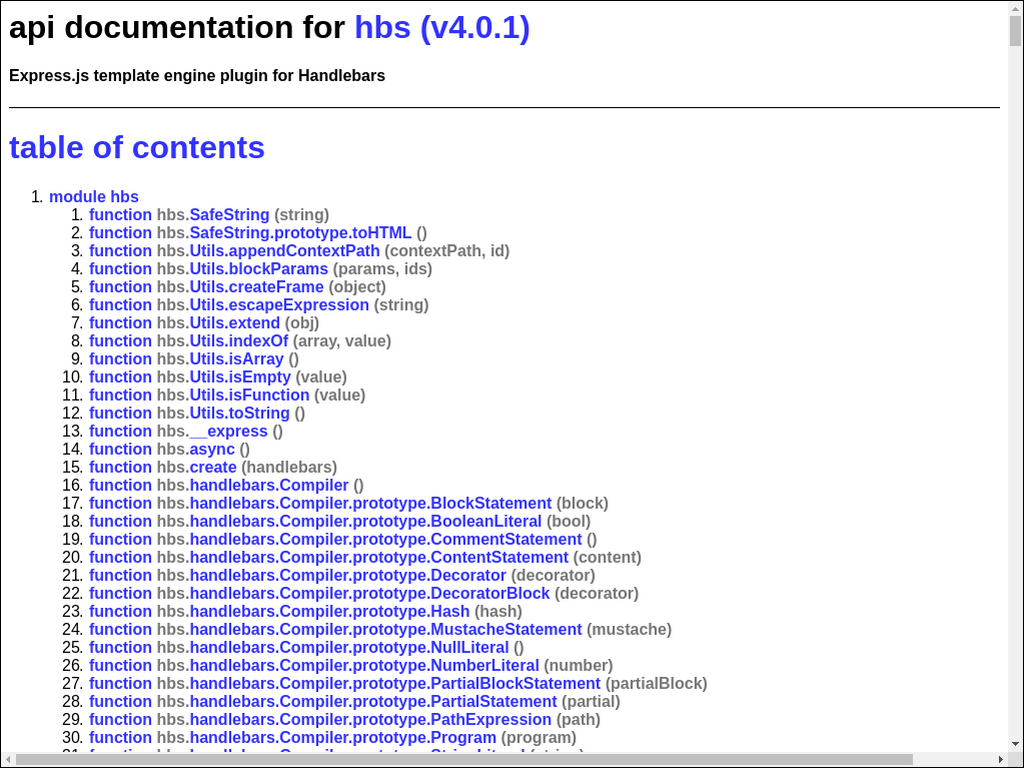 api documentation for hbs (v4.0.1)
Express.js template engine plugin for Handlebars
table of contents
1. module hbs
1. function hbs.SafeString (string)
2. function hbs.SafeString.prototype.toHTML ()
3. function hbs.Utils.appendContextPath (contextPath, id)
4. function hbs.Utils.blockParams (params, ids)
5. function hbs.Utils.createFrame (object)
6. function hbs.Utils.escapeExpression (string)
7. function hbs.Utils.extend (obj)
8. function hbs.Utils.indexOf (array, value)
9. function hbs.Utils.isArray ()
10. function hbs.Utils.isEmpty (value)
11. function hbs.Utils.isFunction (value)
12. function hbs.Utils.toString ()
13. function hbs.__express ()
14. function hbs.async ()
15. function hbs.create (handlebars)
16. function hbs.handlebars.Compiler ()
17. function hbs.handlebars.Compiler.prototype.BlockStatement (block)
18. function hbs.handlebars.Compiler.prototype.BooleanLiteral (bool)
19. function hbs.handlebars.Compiler.prototype.CommentStatement ()
20. function hbs.handlebars.Compiler.prototype.ContentStatement (content)
21. function hbs.handlebars.Compiler.prototype.Decorator (decorator)
22. function hbs.handlebars.Compiler.prototype.DecoratorBlock (decorator)
23. function hbs.handlebars.Compiler.prototype.Hash (hash)
24. function hbs.handlebars.Compiler.prototype.MustacheStatement (mustache)
25. function hbs.handlebars.Compiler.prototype.NullLiteral ()
26. function hbs.handlebars.Compiler.prototype.NumberLiteral (number)
27. function hbs.handlebars.Compiler.prototype.PartialBlockStatement (partialBlock)
28. function hbs.handlebars.Compiler.prototype.PartialStatement (partial)
29. function hbs.handlebars.Compiler.prototype.PathExpression (path)
30. function hbs.handlebars.Compiler.prototype.Program (program)